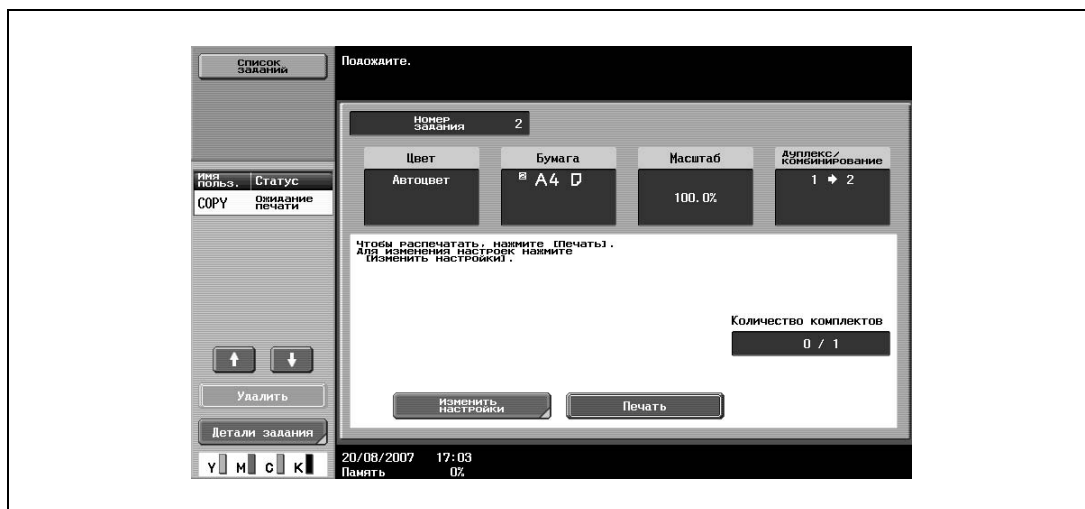 Список
заданий
Подождите.
Номер
задания 2
Цвет
Бумага
Масштаб
Дуплекс/
комбинирование
Автоцвет
A4
100.0%
1 → 2
Имя
польз.
Статус
COPY
Ожидание
печати
Чтобы распечатать, нажмите [Печать].
Для изменения настроек нажмите
[Изменить настройки].
Количество комплектов
0 / 1
Удалить
Изменить
настройки
Печать
Детали задания
Y M C K
20/08/2007 17:03
Память 0%